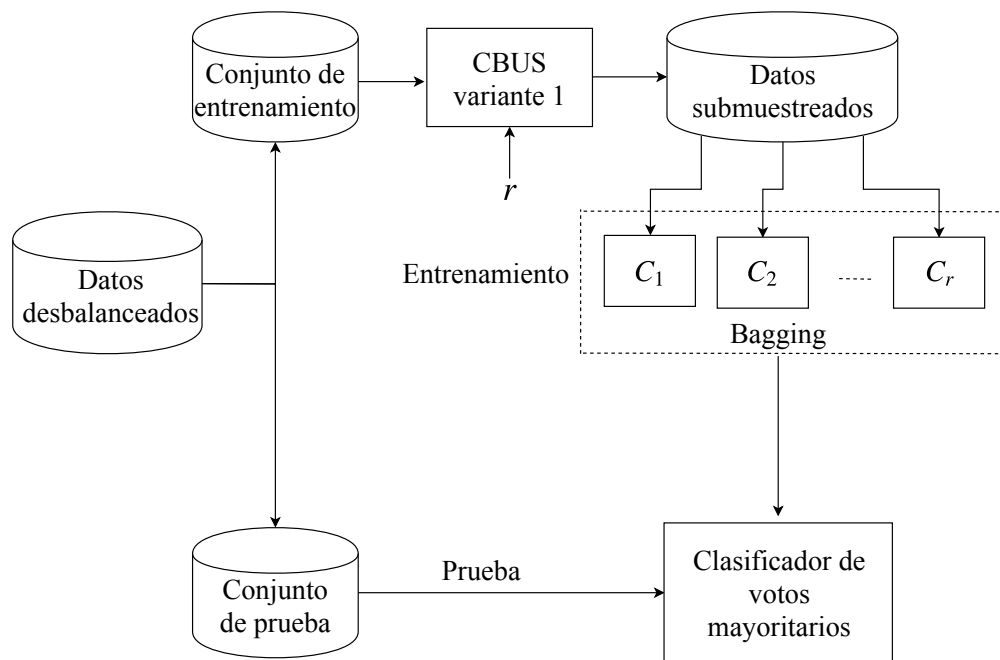 Conjunto de
entrenamiento
CBUS
variante 1
Datos
submuestreados
r
Datos
desbalanceados
Entrenamiento
C1
C2
.....
Cr
Bagging
Conjunto
de prueba
Prueba
Clasificador de
votos
mayoritarios